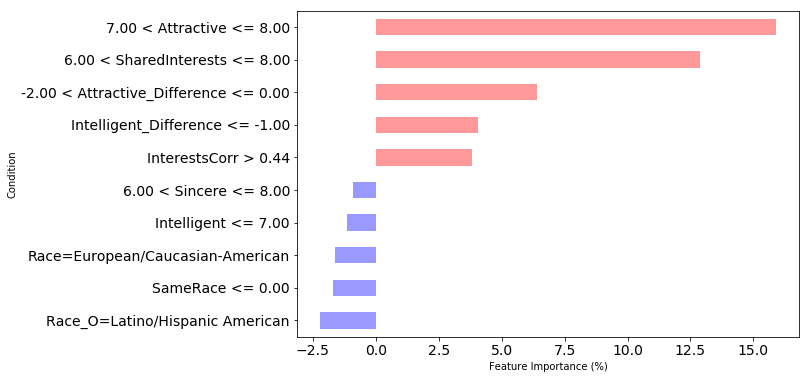 7.00 < Attractive <= 8.00
6.00 < SharedInterests <= 8.00
-2.00 < Attractive_Difference <= 0.00
Intelligent_Difference <= -1.00
InterestsCorr > 0.44
6.00 < Sincere <= 8.00
Intelligent <= 7.00
Race=European/Caucasian-American
SameRace <= 0.00
Race_O=Latino/Hispanic American
Condition
−2.5 0.0 2.5 5.0 7.5 10.0 12.5 15.0
Feature Importance (%)